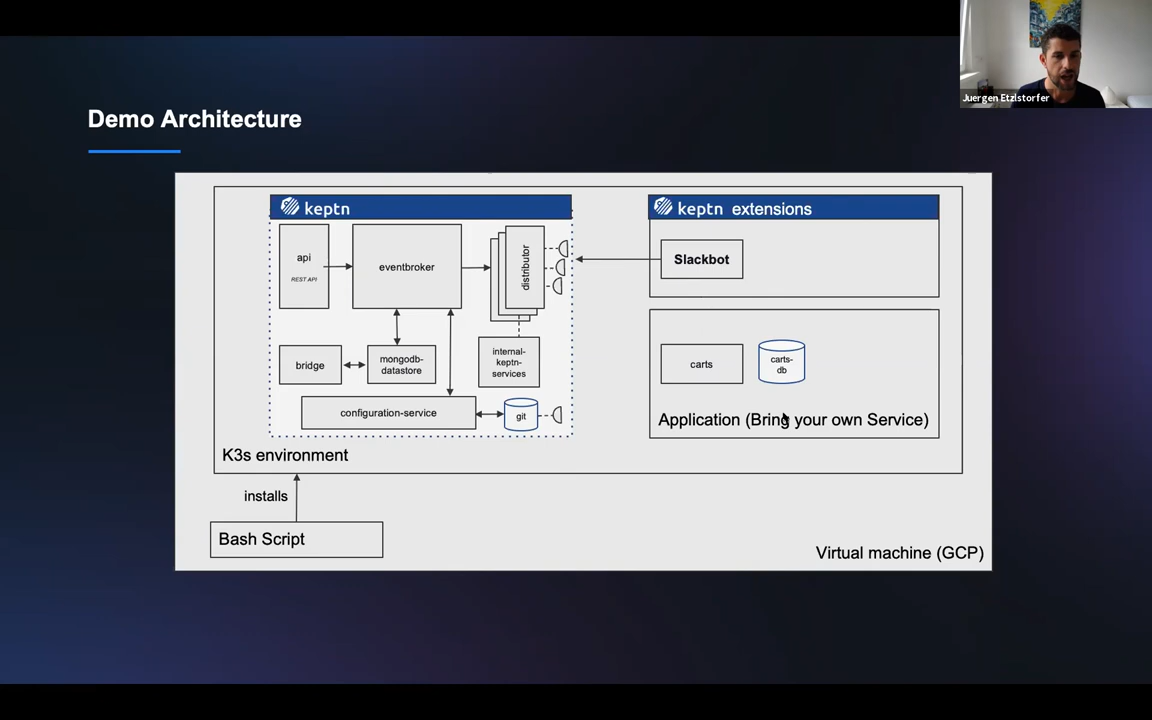 Juergen Etzlstorfer
Demo Architecture
keptn
keptn extensions
api
REST API
eventbroker
distributor
Slackbot
bridge
mongodb-
datastore
internal-
keptn-
services
carts
carts-
db
configuration-service
git
Application (Bring your own Service)
K3s environment
installs
Bash Script
Virtual machine (GCP)